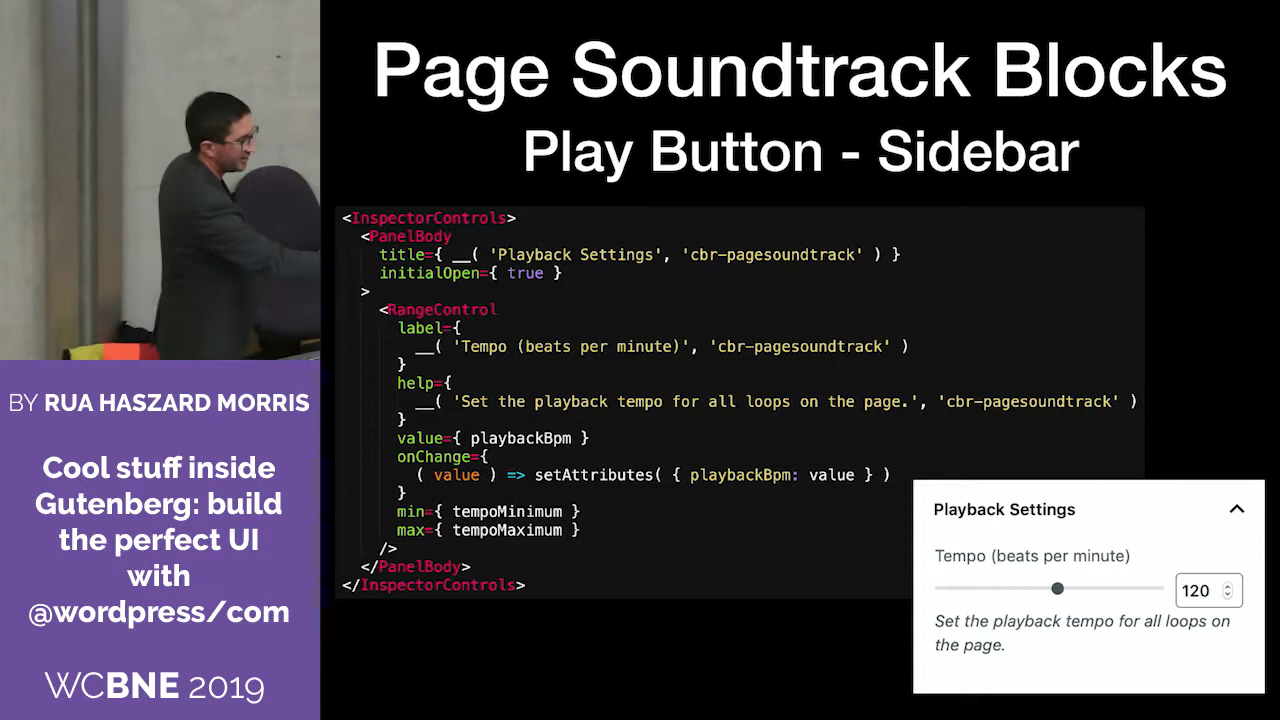 Page Soundtrack Blocks
Play Button - Sidebar
<InspectorControls>
<PanelBody
title={ __( 'Playback Settings', 'cbr-pagesoundtrack' ) }
initialOpen={ true }
>
<RangeControl
label={
__( 'Tempo (beats per minute)', 'cbr-pagesoundtrack' )
}
help={
__( 'Set the playback tempo for all loops on the page.', 'cbr-pagesoundtrack' )
}
value={ playbackBpm }
onChange={
( value ) => setAttributes( { playbackBpm: value } )
}
min={ tempoMinimum }
max={ tempoMaximum }
/>
</PanelBody>
</InspectorControls>
Playback Settings
Tempo (beats per minute)
120
Set the playback tempo for all loops on
the page.
BY RUA HASZARD MORRIS
Cool stuff inside
Gutenberg: build
the perfect UI
with
@wordpress/com
WCBNE 2019